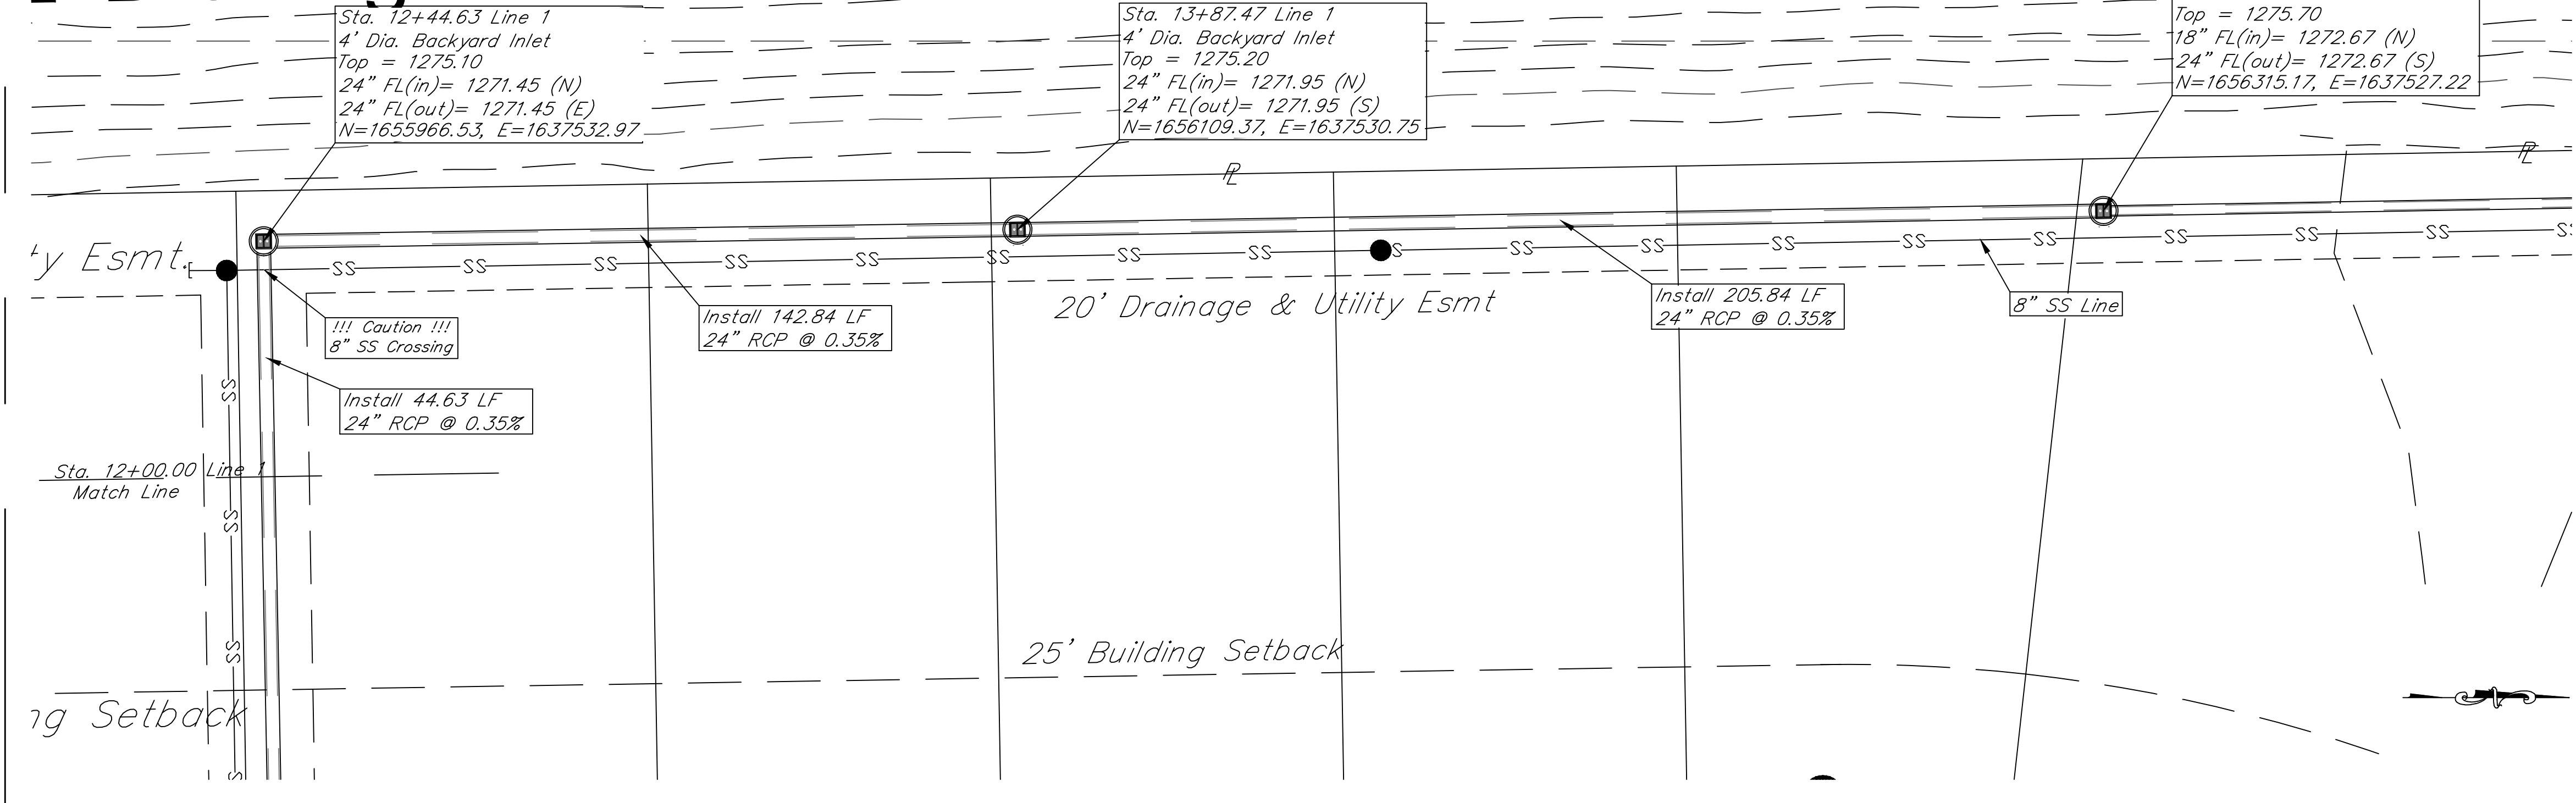 Sta. 12+44.63 Line 1
4' Dia. Backyard Inlet
Top = 1275.10
24" FL(in)= 1271.45 (N)
24" FL(out)= 1271.45 (E)
N=1655966.53, E=1637532.97
Sta. 13+87.47 Line 1
4' Dia. Backyard Inlet
Top = 1275.20
24" FL(in)= 1271.95 (N)
24" FL(out)= 1271.95 (S)
N=1656109.37, E=1637530.75
Top = 1275.70
18" FL(in)= 1272.67 (N)
24" FL(out)= 1272.67 (S)
N=1656315.17, E=1637527.22
PL
PL
ty Esmt.
SS SS SS SS SS SS SS SS S SS SS SS SS SS SS SS SS S
20' Drainage & Utility Esmt
!!! Caution !!!
8" SS Crossing
Install 142.84 LF
24" RCP @ 0.35%
Install 205.84 LF
24" RCP @ 0.35%
8" SS Line
Install 44.63 LF
24" RCP @ 0.35%
SS
Sta. 12+00.00 Line 1
Match Line
SS
SS
25' Building Setback
ng Setback
S